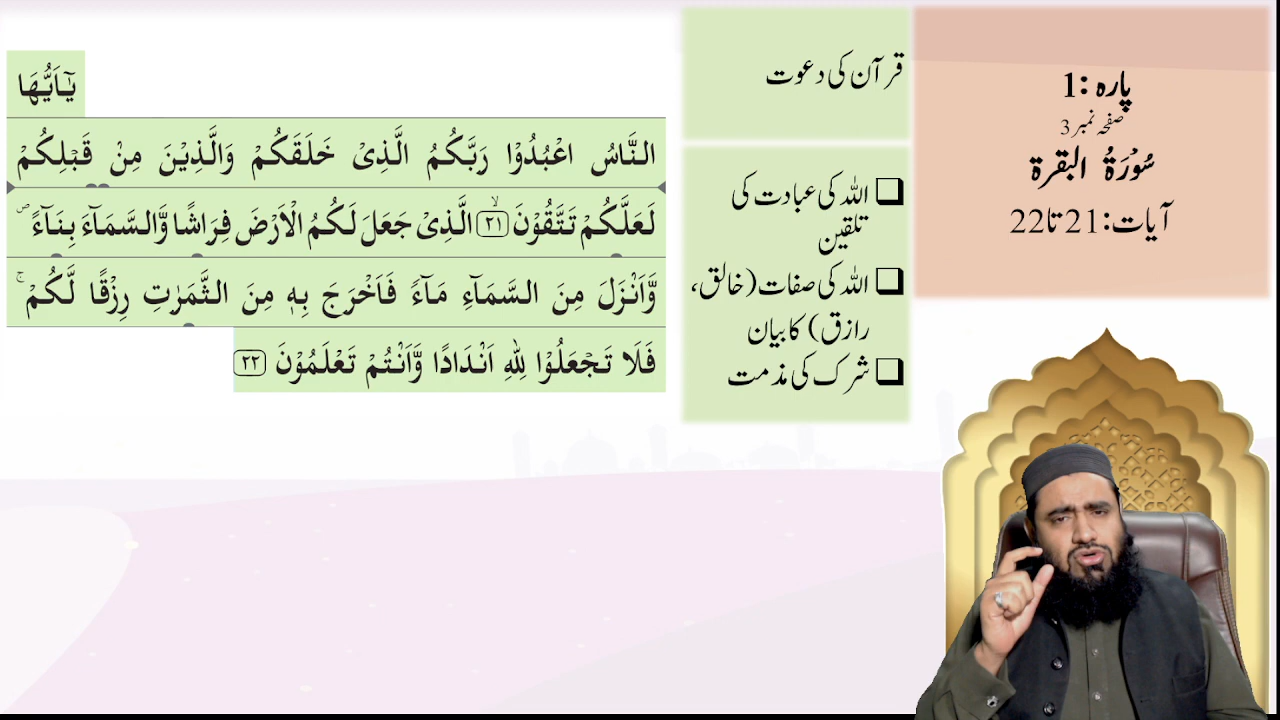 پارہ :1
صفحہ نمبر 3
سُوۡرَۃُ البقرۃ
آیات:21 تا 22
قرآن کی دعوت
❑ اللہ کی عبادت کی
تلقین
❑ اللہ کی صفات (خالق،
رازق) کا بیان
❑ شرک کی مذمت
یٰۤاَیُّهَا
النَّاسُ اعْبُدُوْا رَبَّكُمُ الَّذِیْ خَلَقَكُمْ وَالَّذِیْنَ مِنْ قَبْلِكُمْ
لَعَلَّكُمْ تَتَّقُوْنَ ۙ﴿۲۱﴾ الَّذِیْ جَعَلَ لَكُمُ الْاَرْضَ فِرَاشًا وَّالسَّمَآءَ بِنَآءً ۪
وَّاَنْزَلَ مِنَ السَّمَآءِ مَآءً فَاَخْرَجَ بِهٖ مِنَ الثَّمَرٰتِ رِزْقًا لَّكُمْ ۚ
فَلَا تَجْعَلُوْا لِلّٰهِ اَنْدَادًا وَّاَنْتُمْ تَعْلَمُوْنَ ﴿۲۲﴾